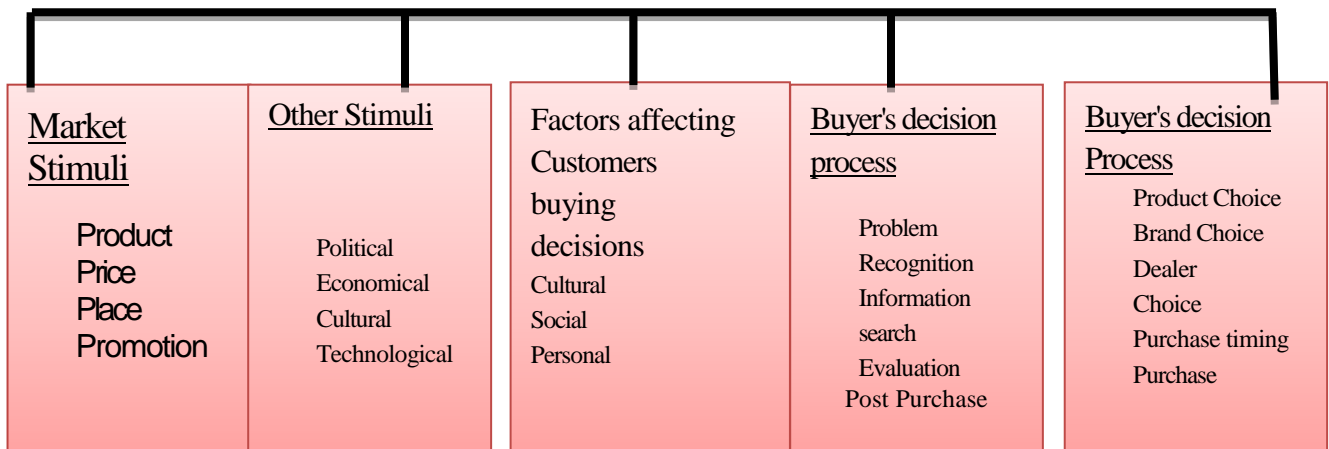 Market
Stimuli
Product
Price
Place
Promotion
Other Stimuli
Political
Economical
Cultural
Technological
Factors affecting
Customers
buying
decisions
Cultural
Social
Personal
Buyer's decision
process
Problem
Recognition
Information
search
Evaluation
Post Purchase
Buyer's decision
Process
Product Choice
Brand Choice
Dealer
Choice
Purchase timing
Purchase